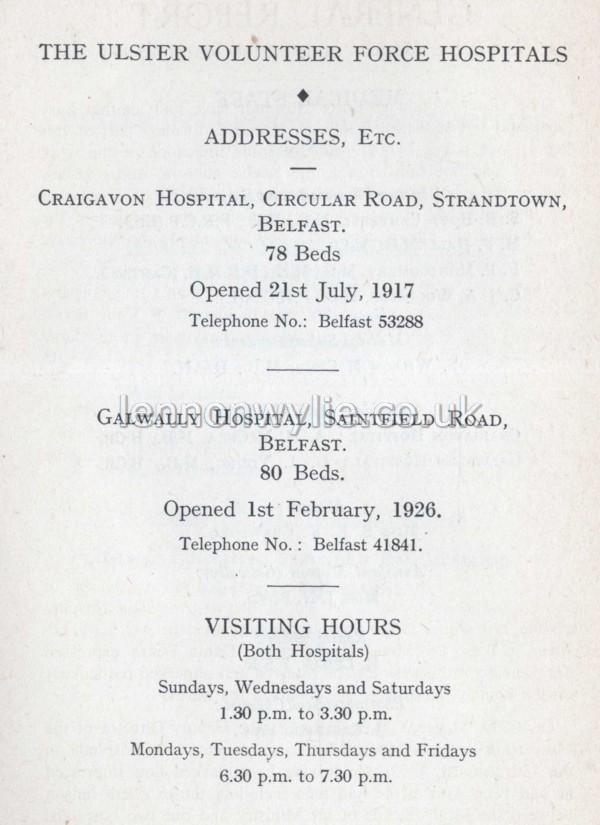 THE ULSTER VOLUNTEER FORCE HOSPITALS
ADDRESSES, ETC.
CRAIGAVON HOSPITAL, CIRCULAR ROAD, STRANDTOWN,
BELFAST.
78 Beds
Opened 21st July, 1917
Telephone No.: Belfast 53288
lennonwylie.co.uk
GALWALLY HOSPITAL, SAINTFIELD ROAD,
BELFAST.
80 Beds.
Opened 1st February, 1926.
Telephone No. : Belfast 41841.
VISITING HOURS
(Both Hospitals)
Sundays, Wednesdays and Saturdays
1.30 p.m. to 3.30 p.m.
Mondays, Tuesdays, Thursdays and Fridays
6.30 p.m. to 7.30 p.m.